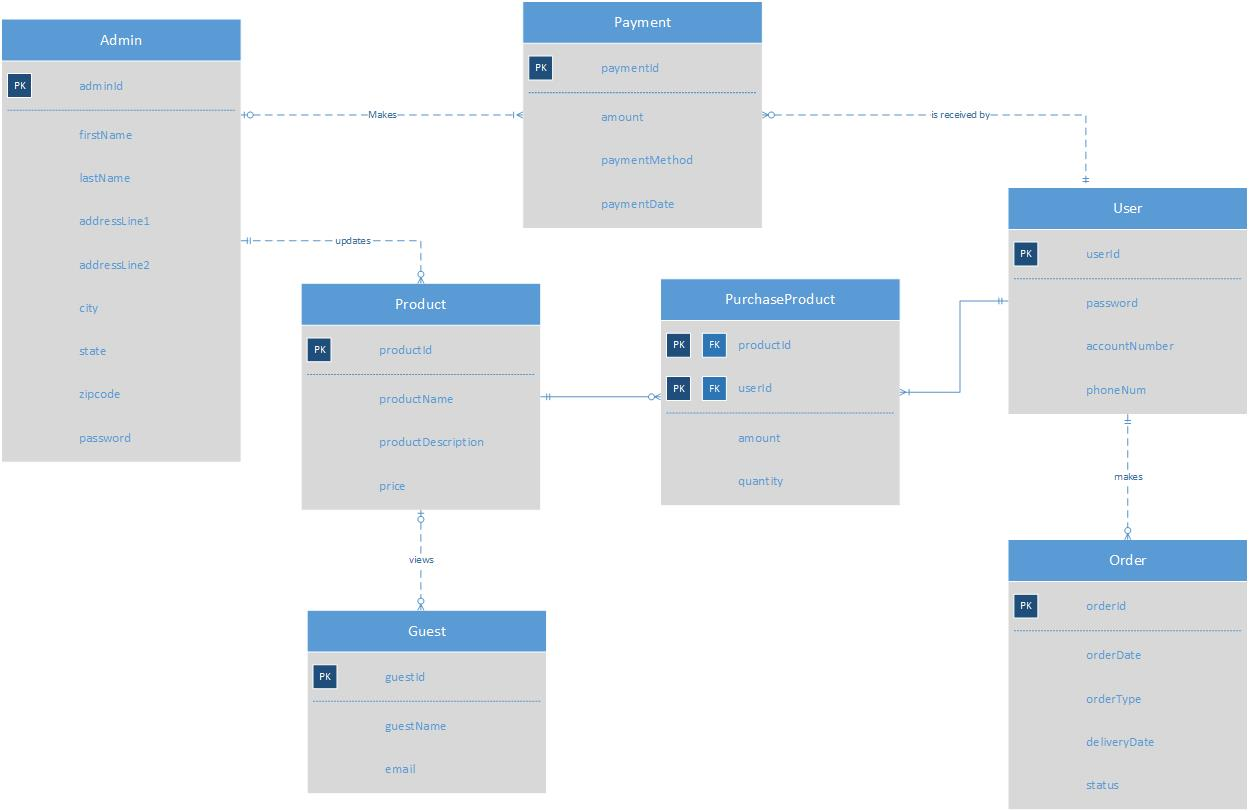 Admin
PK adminId
firstName
lastName
addressLine1
addressLine2
city
state
zipcode
password
Makes
Payment
PK paymentId
amount
paymentMethod
paymentDate
is received by
User
PK userId
password
accountNumber
phoneNum
updates
Product
PK productId
productName
productDescription
price
PurchaseProduct
PK FK productId
PK FK userId
amount
quantity
views
Guest
PK guestId
guestName
email
makes
Order
PK orderId
orderDate
orderType
deliveryDate
status